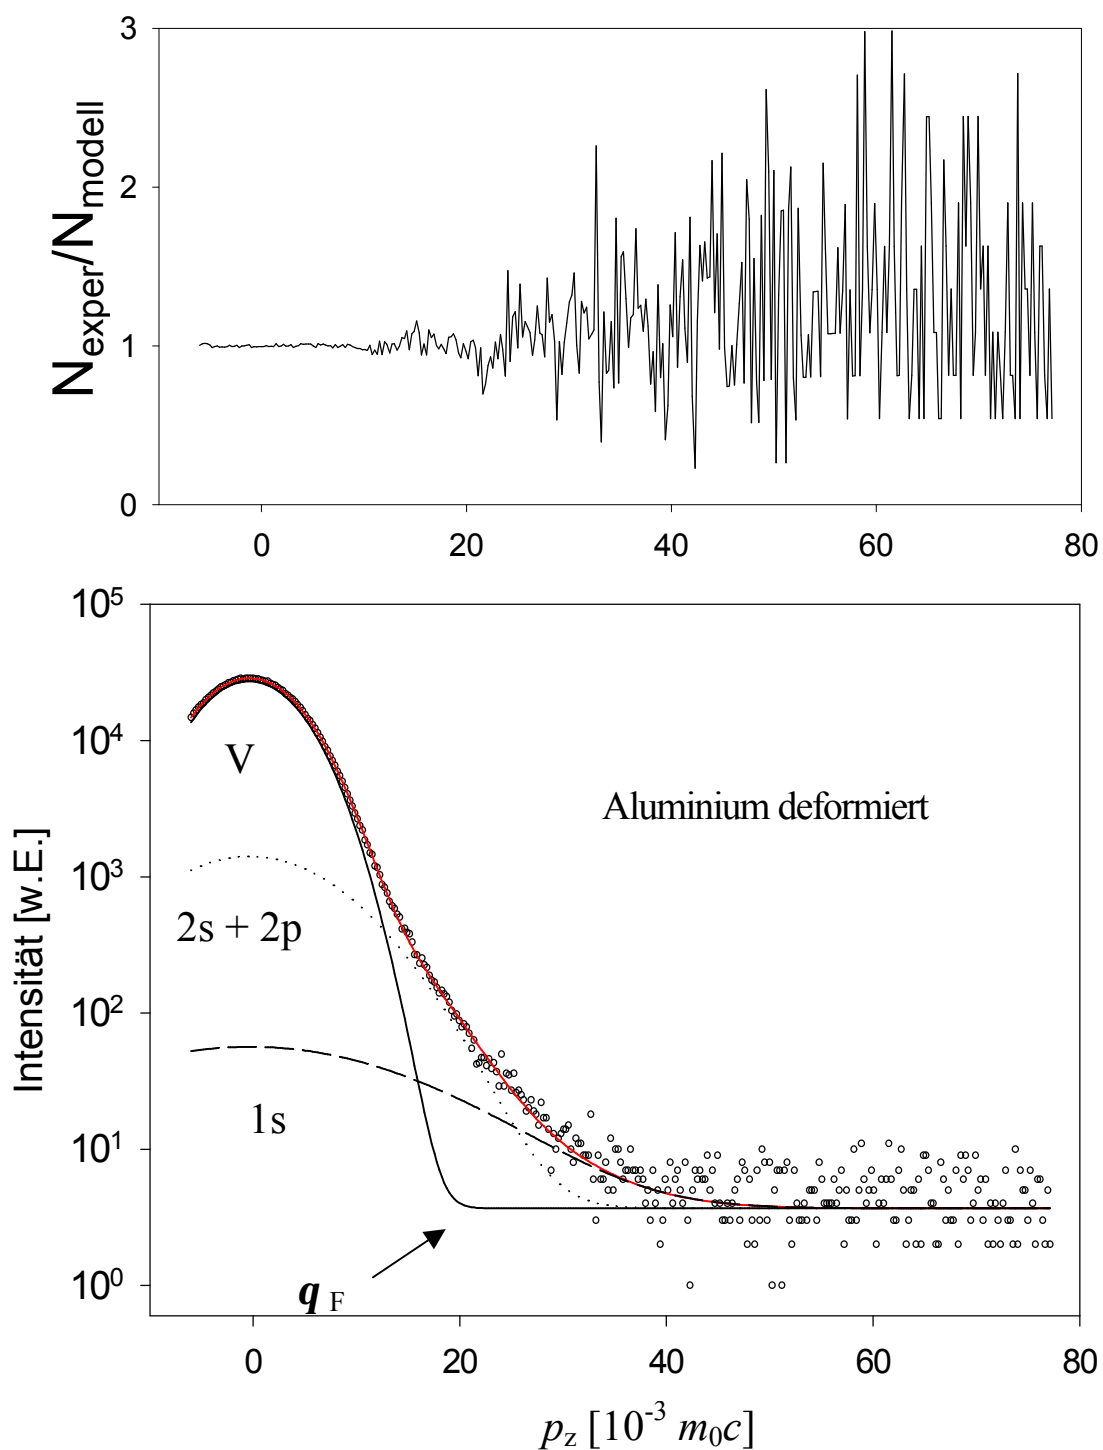 3
2
1
0
N_exper/N_modell
0 20 40 60 80
10^5
10^4
10^3
10^2
10^1
10^0
Intensität [w.E.]
V
Aluminium deformiert
2s + 2p
1s
q F
0 20 40 60 80
p_z [10^-3 m_0c]